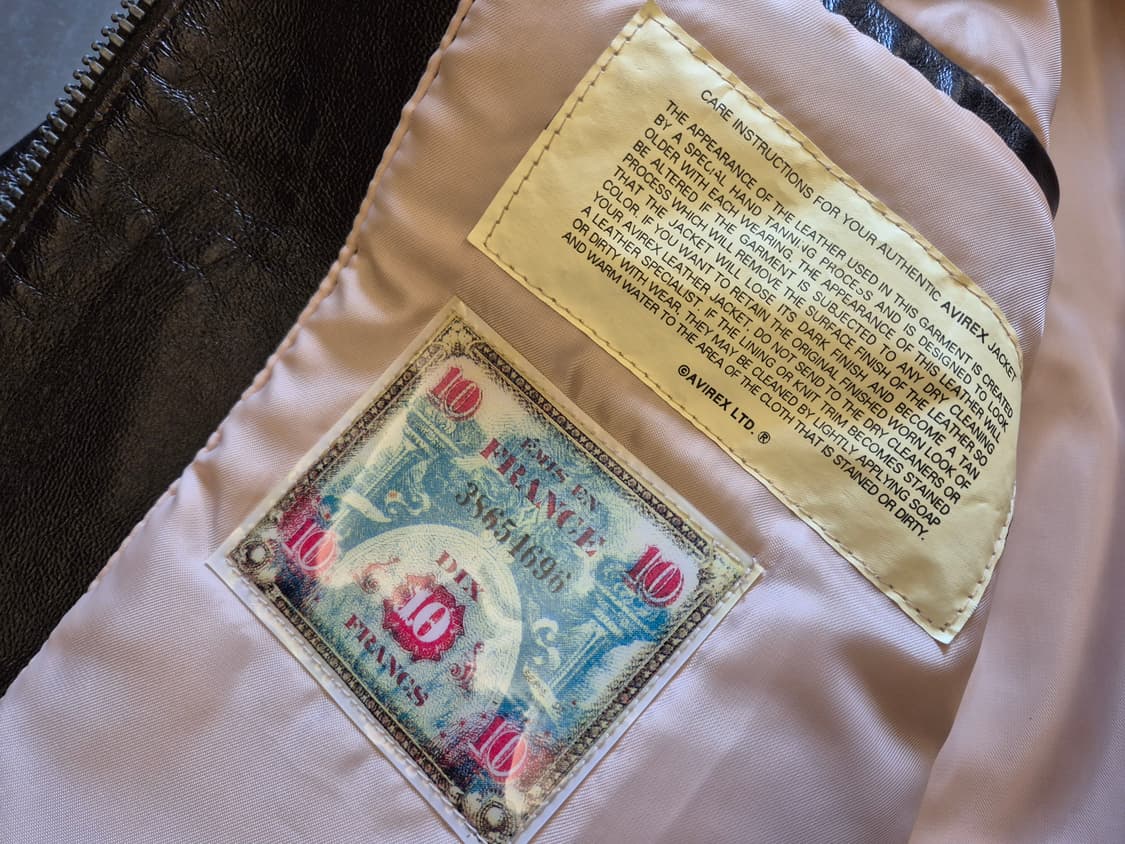 CARE INSTRUCTIONS FOR YOUR AUTHENTIC AVIREX JACKET
THE APPEARANCE OF THE LEATHER USED IN THIS GARMENT IS CREATED
BY A SPECIAL HAND TANNING PROCESS AND IS DESIGNED TO LOOK
OLDER WITH EACH WEARING. THE APPEARANCE OF THIS LEATHER WILL
BE ALTERED IF THE GARMENT IS SUBJECTED TO ANY DRY CLEANING
PROCESS WHICH WILL REMOVE THE SURFACE FINISH OF THE LEATHER SO
THAT THE JACKET WILL LOSE ITS DARK FINISH AND BECOME A TAN
COLOR. IF YOU WANT TO RETAIN THE ORIGINAL FINISHED, WORN LOOK OF
YOUR AVIREX LEATHER JACKET, DO NOT SEND TO THE DRY CLEANERS OR
A LEATHER SPECIALIST. IF THE LINING OR KNIT TRIM BECOMES STAINED
OR DIRTY WITH WEAR, THEY MAY BE CLEANED BY LIGHTLY APPLYING SOAP
AND WARM WATER TO THE AREA OF THE CLOTH THAT IS STAINED OR DIRTY.
©AVIREX LTD. ®
10
ÉMIS EN
FRANCE
38651696
10
10
DIX
10
FRANCS
10